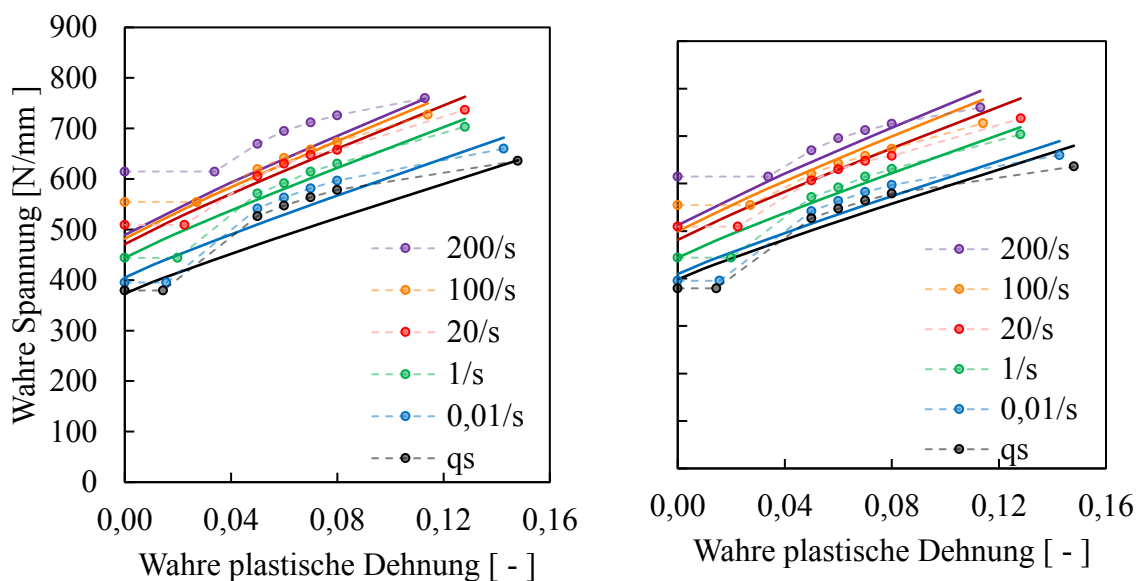 900
800
700
600
500
400
300
200
100
0
Wahre Spannung [N/mm ]
200/s
100/s
20/s
1/s
0,01/s
qs
0,00 0,04 0,08 0,12 0,16
Wahre plastische Dehnung [ - ]
200/s
100/s
20/s
1/s
0,01/s
qs
0,00 0,04 0,08 0,12 0,16
Wahre plastische Dehnung [ - ]